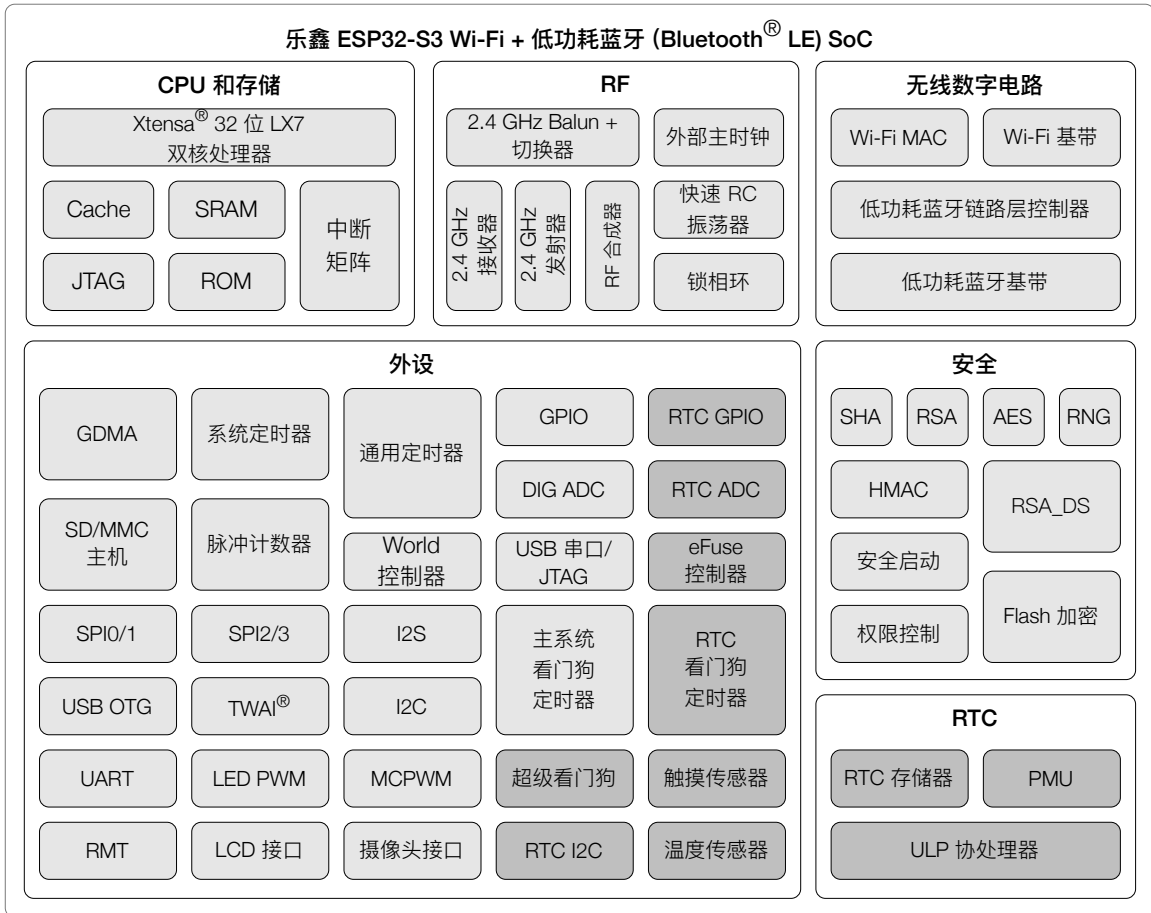 乐鑫 ESP32-S3 Wi-Fi + 低功耗蓝牙 (Bluetooth® LE) SoC
CPU 和存储
Xtensa® 32 位 LX7
双核处理器
Cache
SRAM
中断
矩阵
JTAG
ROM
RF
2.4 GHz Balun +
切换器
外部主时钟
2.4 GHz
接收器
2.4 GHz
发射器
RF 合成器
快速 RC
振荡器
锁相环
无线数字电路
Wi-Fi MAC
Wi-Fi 基带
低功耗蓝牙链路层控制器
低功耗蓝牙基带
外设
GDMA
系统定时器
通用定时器
GPIO
RTC GPIO
DIG ADC
RTC ADC
SD/MMC
主机
脉冲计数器
World
控制器
USB 串口/
JTAG
eFuse
控制器
SPI0/1
SPI2/3
I2S
主系统
看门狗
定时器
RTC
看门狗
定时器
USB OTG
TWAI®
I2C
UART
LED PWM
MCPWM
超级看门狗
触摸传感器
RMT
LCD 接口
摄像头接口
RTC I2C
温度传感器
安全
SHA
RSA
AES
RNG
HMAC
RSA_DS
安全启动
Flash 加密
权限控制
RTC
RTC 存储器
PMU
ULP 协处理器